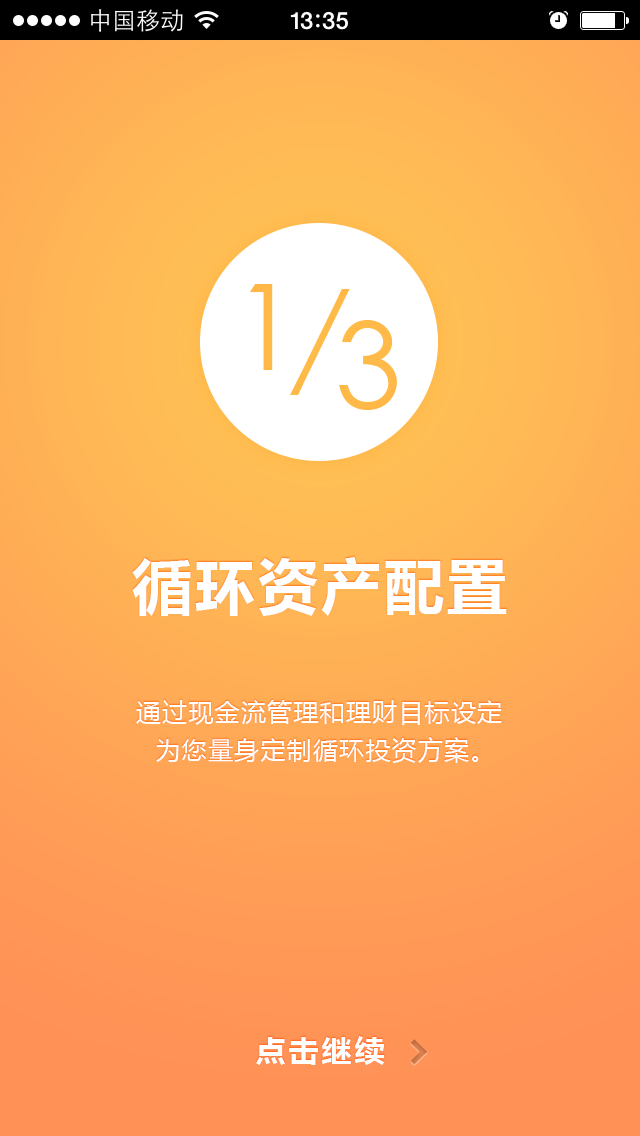 中国移动
13:35
1/3
循环资产配置
通过现金流管理和理财目标设定
为您量身定制循环投资方案。
点击继续